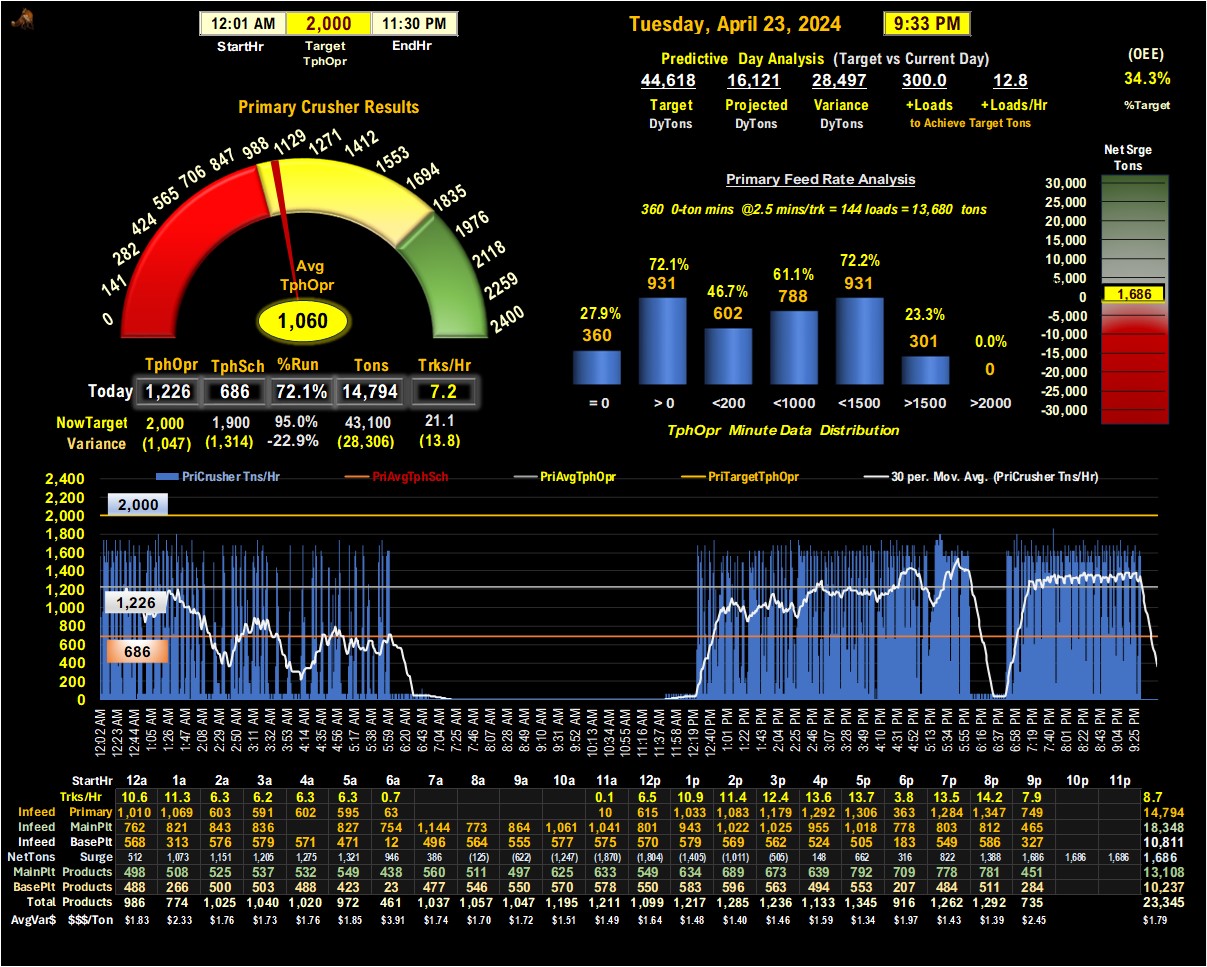 12:01 AM 2,000 11:30 PM
StartHr Target TphOpr EndHr
Tuesday, April 23, 2024 9:33 PM
Predictive Day Analysis (Target vs Current Day)
44,618 16,121 28,497 300.0 12.8
Target Projected Variance +Loads +Loads/Hr
DyTons DyTons DyTons to Achieve Target Tons
(OEE)
34.3%
%Target
Primary Crusher Results
0 141 282 424 565 706 847 988 1129 1271 1412 1553 1694 1835 1976 2118 2259 2400
Avg
TphOpr
1,060
TphOpr TphSch %Run Tons Trks/Hr
Today 1,226 686 72.1% 14,794 7.2
NowTarget 2,000 1,900 95.0% 43,100 21.1
Variance (1,047) (1,314) -22.9% (28,306) (13.8)
Primary Feed Rate Analysis
360 0-ton mins @2.5 mins/trk = 144 loads = 13,680 tons
27.9% 72.1% 46.7% 61.1% 72.2% 23.3% 0.0%
360 931 602 788 931 301 0
= 0 > 0 <200 <1000 <1500 >1500 >2000
TphOpr Minute Data Distribution
Net Srge
Tons
30,000
25,000
20,000
15,000
10,000
5,000
0 1,686
-5,000
-10,000
-15,000
-20,000
-25,000
-30,000
PriCrusher Tns/Hr PriAvgTphSch PriAvgTphOpr PriTargetTphOpr 30 per. Mov. Avg. (PriCrusher Tns/Hr)
2,400
2,200
2,000
1,800
1,600
1,400
1,200
1,000
800
600
400
200
0
2,000
1,226
686
12:02 AM 12:23 AM 12:44 AM 1:05 AM 1:26 AM 1:47 AM 2:08 AM 2:29 AM 2:50 AM 3:11 AM 3:32 AM 3:53 AM 4:14 AM 4:35 AM 4:56 AM 5:17 AM 5:38 AM 5:59 AM 6:20 AM 6:43 AM 7:04 AM 7:25 AM 7:46 AM 8:07 AM 8:28 AM 8:49 AM 9:10 AM 9:31 AM 9:52 AM 10:13 AM 10:34 AM 10:55 AM 11:16 AM 11:37 AM 11:58 AM 12:19 PM 12:40 PM 1:01 PM 1:22 PM 1:43 PM 2:04 PM 2:25 PM 2:46 PM 3:07 PM 3:28 PM 3:49 PM 4:10 PM 4:31 PM 4:52 PM 5:13 PM 5:34 PM 5:55 PM 6:16 PM 6:37 PM 6:58 PM 7:19 PM 7:40 PM 8:01 PM 8:22 PM 8:43 PM 9:04 PM 9:25 PM
StartHr 12a 1a 2a 3a 4a 5a 6a 7a 8a 9a 10a 11a 12p 1p 2p 3p 4p 5p 6p 7p 8p 9p 10p 11p
Trks/Hr 10.6 11.3 6.3 6.2 6.3 6.3 0.7 0.1 6.5 10.9 11.4 12.4 13.6 13.7 3.8 13.5 14.2 7.9 8.7
Infeed Primary 1,010 1,069 603 591 602 595 63 10 615 1,033 1,083 1,179 1,292 1,306 363 1,284 1,347 749 14,794
Infeed MainPlt 762 821 843 836 827 754 1,144 773 864 1,061 1,041 801 943 1,022 1,025 955 1,018 778 803 812 465 18,348
Infeed BasePlt 568 313 576 579 571 471 12 496 564 555 577 575 570 579 569 562 524 505 183 549 586 327 10,811
NetTons Surge 512 1,073 1,151 1,205 1,275 1,321 946 386 (125) (622) (1,247) (1,870) (1,804) (1,405) (1,011) (505) 148 662 316 822 1,388 1,686 1,686 1,686 1,686
MainPlt Products 498 508 525 537 532 549 438 560 511 497 625 633 549 634 689 673 639 792 709 778 781 451 13,108
BasePlt Products 488 266 500 503 488 423 23 477 546 550 570 578 550 583 596 563 494 553 207 484 511 284 10,237
Total Products 986 774 1,025 1,040 1,020 972 461 1,037 1,057 1,047 1,195 1,211 1,099 1,217 1,285 1,236 1,133 1,345 916 1,262 1,292 735 23,345
AvgVar$ $$$/Ton $1.83 $2.33 $1.76 $1.73 $1.76 $1.85 $3.91 $1.74 $1.70 $1.72 $1.51 $1.49 $1.64 $1.48 $1.40 $1.46 $1.59 $1.34 $1.97 $1.43 $1.39 $2.45 $1.79